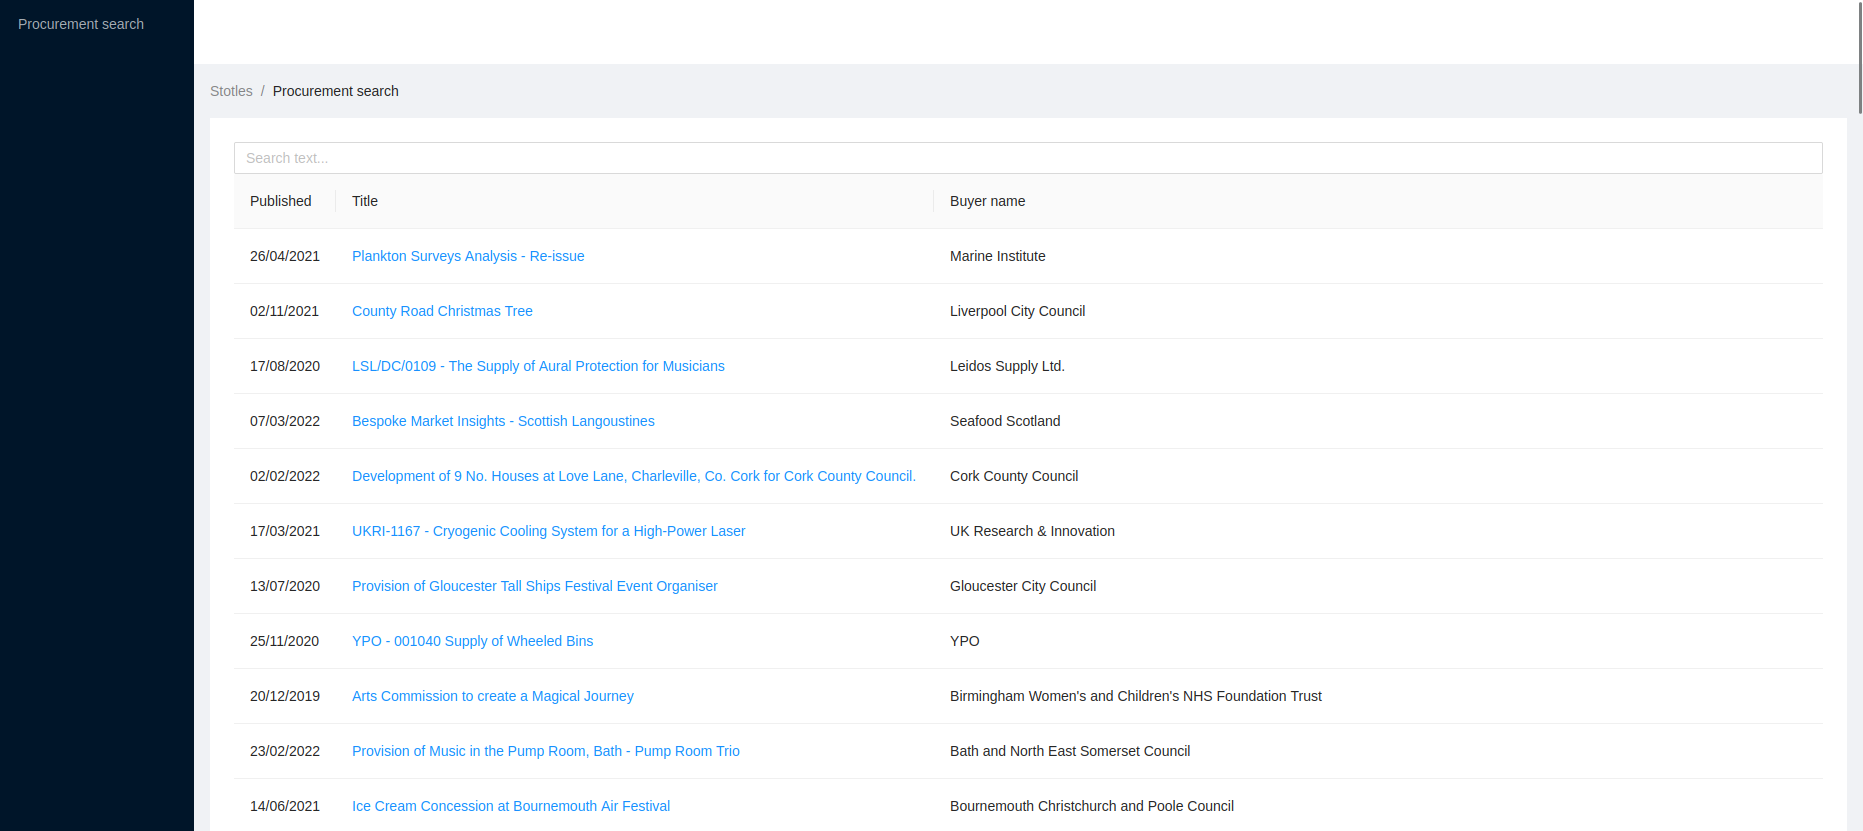 Procurement search
Stotles / Procurement search
Search text...
Published Title Buyer name
26/04/2021 Plankton Surveys Analysis - Re-issue Marine Institute
02/11/2021 County Road Christmas Tree Liverpool City Council
17/08/2020 LSL/DC/0109 - The Supply of Aural Protection for Musicians Leidos Supply Ltd.
07/03/2022 Bespoke Market Insights - Scottish Langoustines Seafood Scotland
02/02/2022 Development of 9 No. Houses at Love Lane, Charleville, Co. Cork for Cork County Council. Cork County Council
17/03/2021 UKRI-1167 - Cryogenic Cooling System for a High-Power Laser UK Research & Innovation
13/07/2020 Provision of Gloucester Tall Ships Festival Event Organiser Gloucester City Council
25/11/2020 YPO - 001040 Supply of Wheeled Bins YPO
20/12/2019 Arts Commission to create a Magical Journey Birmingham Women's and Children's NHS Foundation Trust
23/02/2022 Provision of Music in the Pump Room, Bath - Pump Room Trio Bath and North East Somerset Council
14/06/2021 Ice Cream Concession at Bournemouth Air Festival Bournemouth Christchurch and Poole Council